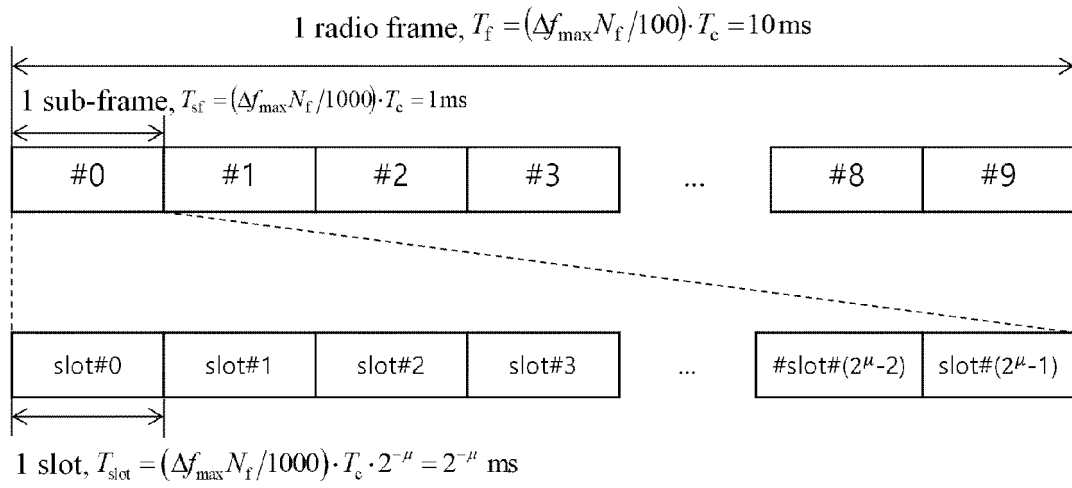 1 radio frame, T_f = (Δf_max N_f / 100) · T_c = 10 ms
1 sub-frame, T_sf = (Δf_max N_f / 1000) · T_c = 1 ms
#0 #1 #2 #3 ... #8 #9
slot#0 slot#1 slot#2 slot#3 ... #slot#(2^μ-2) slot#(2^μ-1)
1 slot, T_slot = (Δf_max N_f / 1000) · T_c · 2^-μ = 2^-μ ms